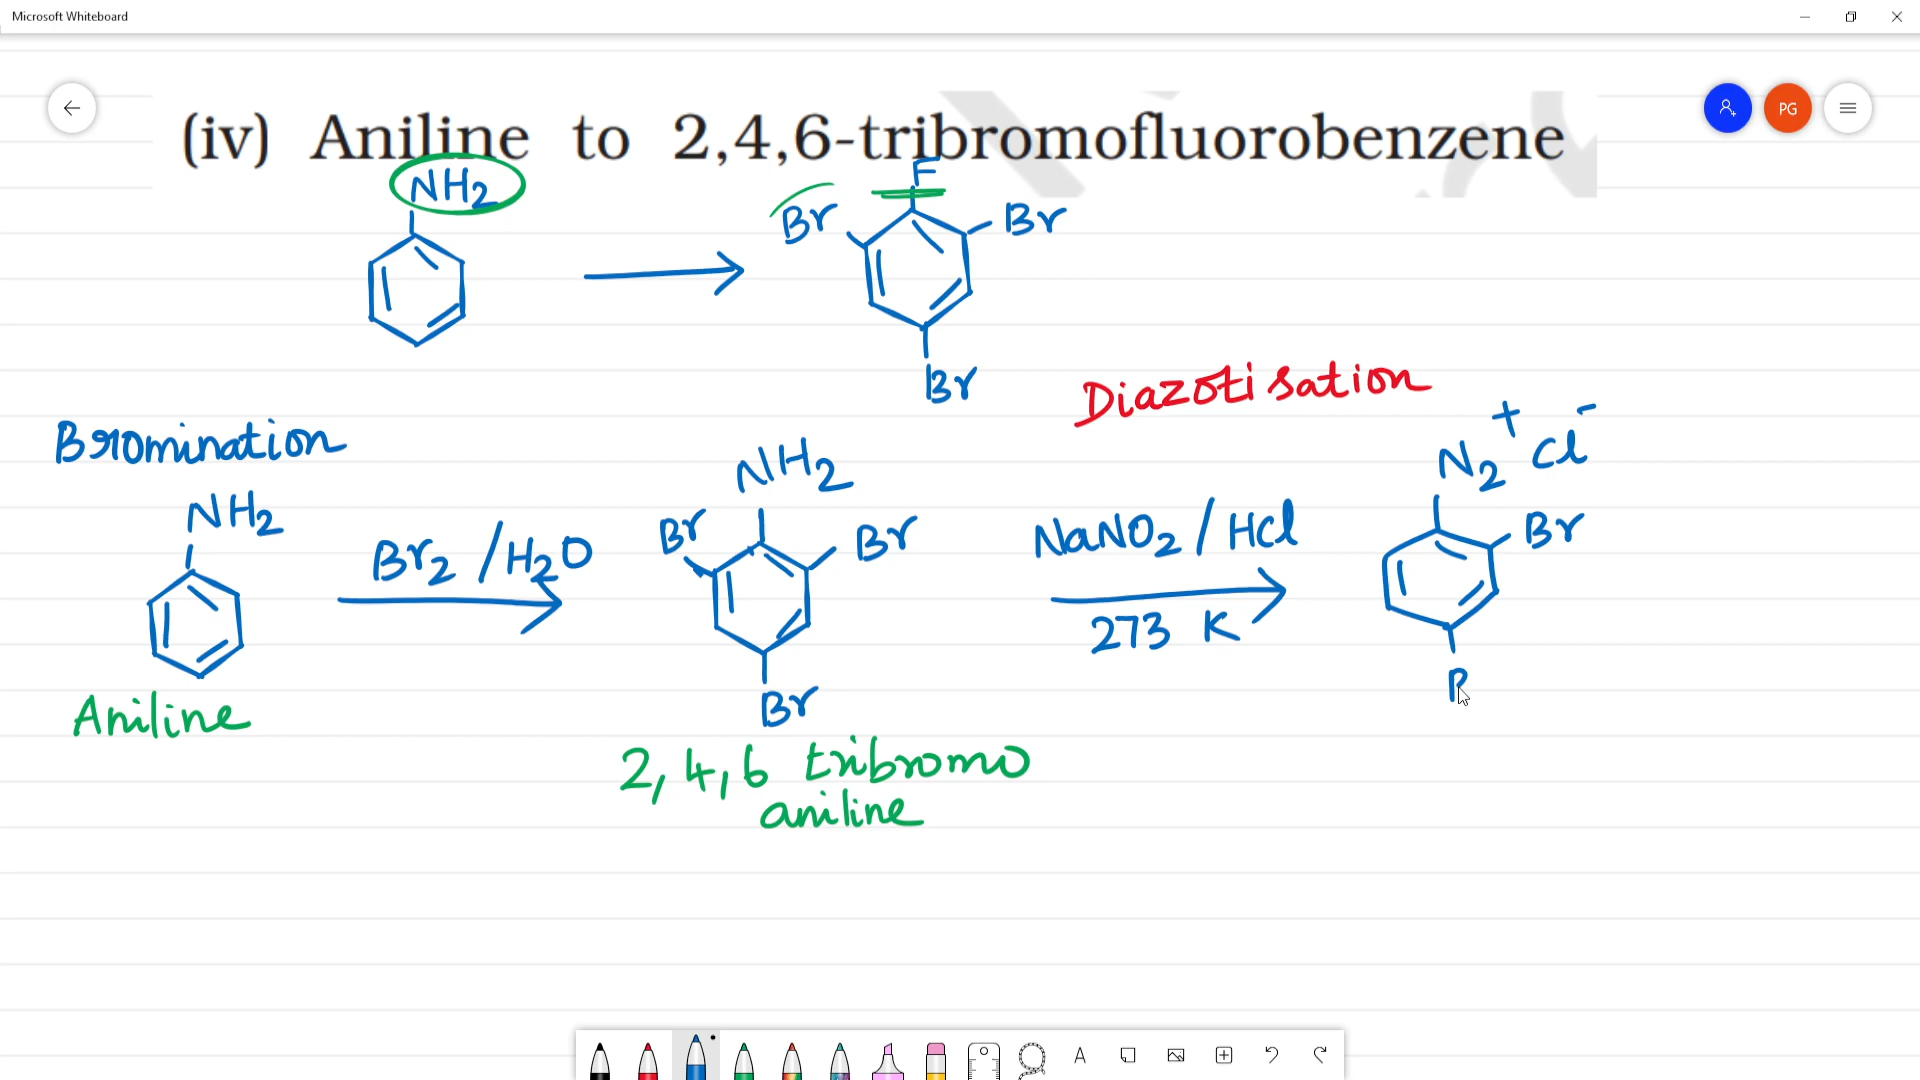 Microsoft Whiteboard
PG
(iv) Aniline to 2,4,6-tribromofluorobenzene
NH2
F
Br
Br
Br
Diazotisation
Bromination
NH2
Br2 /H2O
NH2
Br
Br
Br
NaNO2 / HCl
273 K
N2 + Cl -
Br
Aniline
2, 4, 6 tribromo
aniline
A